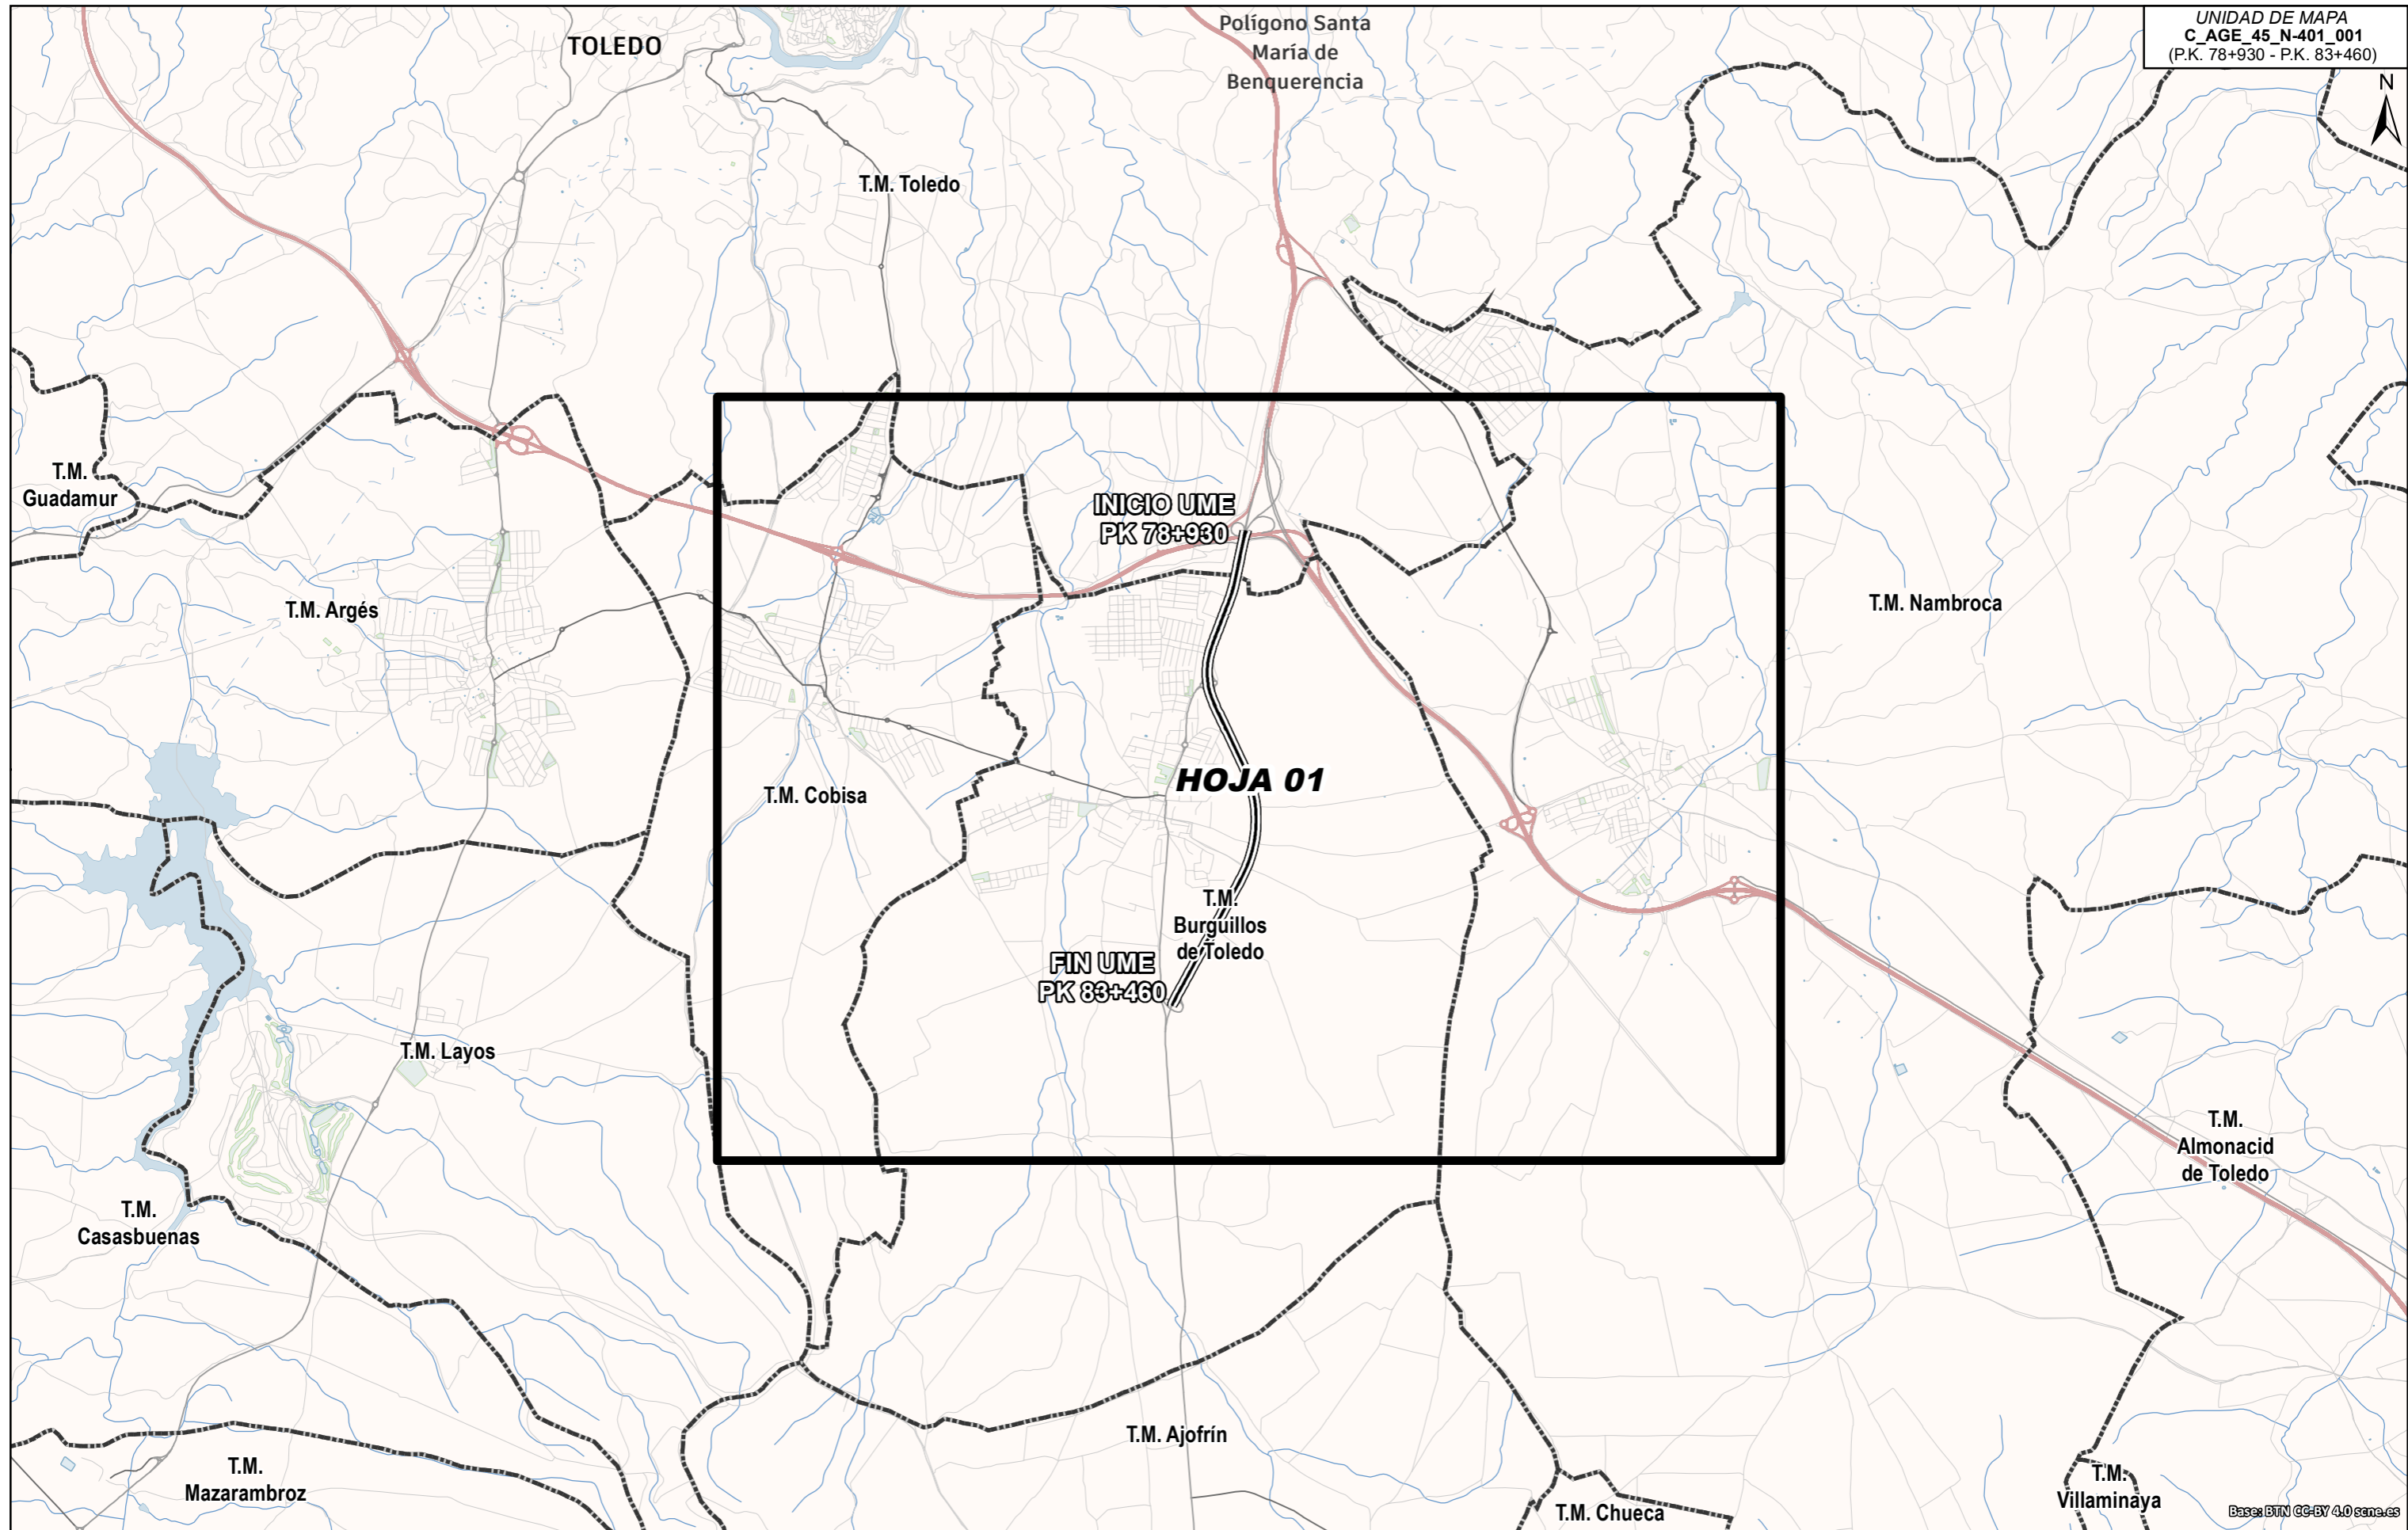 UNIDAD DE MAPA
C_AGE_45_N-401_001
(P.K. 78+930 - P.K. 83+460)
N
TOLEDO
Polígono Santa
María de
Benquerencia
T.M. Toledo
T.M.
Guadamur
INICIO UME
PK 78+930
T.M. Argés
T.M. Nambroca
HOJA 01
T.M. Cobisa
T.M.
Burguillos
de Toledo
FIN UME
PK 83+460
T.M. Layos
T.M.
Almonacid
de Toledo
T.M.
Casasbuenas
T.M. Ajofrín
T.M.
Mazarambroz
T.M.
Villaminaya
T.M. Chueca
Base: BTN CC-BY 4.0 scne.es